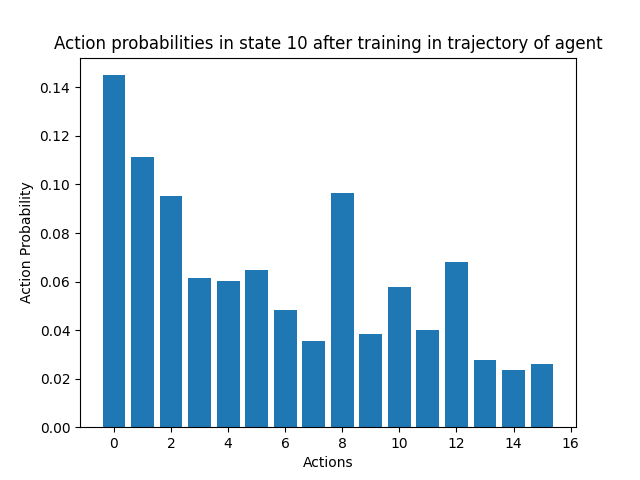 Action probabilities in state 10 after training in trajectory of agent
0.14
0.12
0.10
0.08
0.06
0.04
0.02
0.00
Action Probability
0 2 4 6 8 10 12 14 16
Actions